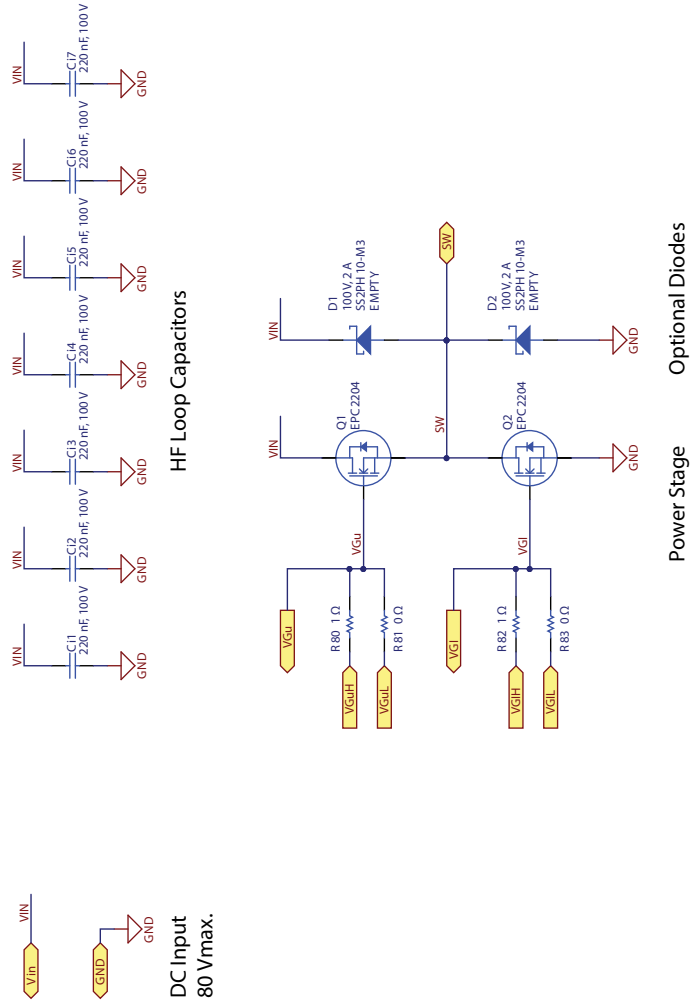 VIN
Ci1
220 nF, 100 V
GND
VIN
Ci2
220 nF, 100 V
GND
VIN
Ci3
220 nF, 100 V
GND
VIN
Ci4
220 nF, 100 V
GND
VIN
Ci5
220 nF, 100 V
GND
VIN
Ci6
220 nF, 100 V
GND
VIN
Ci7
220 nF, 100 V
GND
HF Loop Capacitors
Vin
VIN
GND
GND
DC Input
80 Vmax.
VGu
VGuH
R80 1 Ω
VGuL
R81 0 Ω
VGu
VIN
Q1
EPC2204
VIN
D1
100V, 2 A
SS2PH10-M3
EMPTY
SW
SW
VGl
VGlH
R82 1 Ω
VGlL
R83 0 Ω
VGl
Q2
EPC2204
GND
D2
100V, 2 A
SS2PH10-M3
EMPTY
GND
Power Stage
Optional Diodes